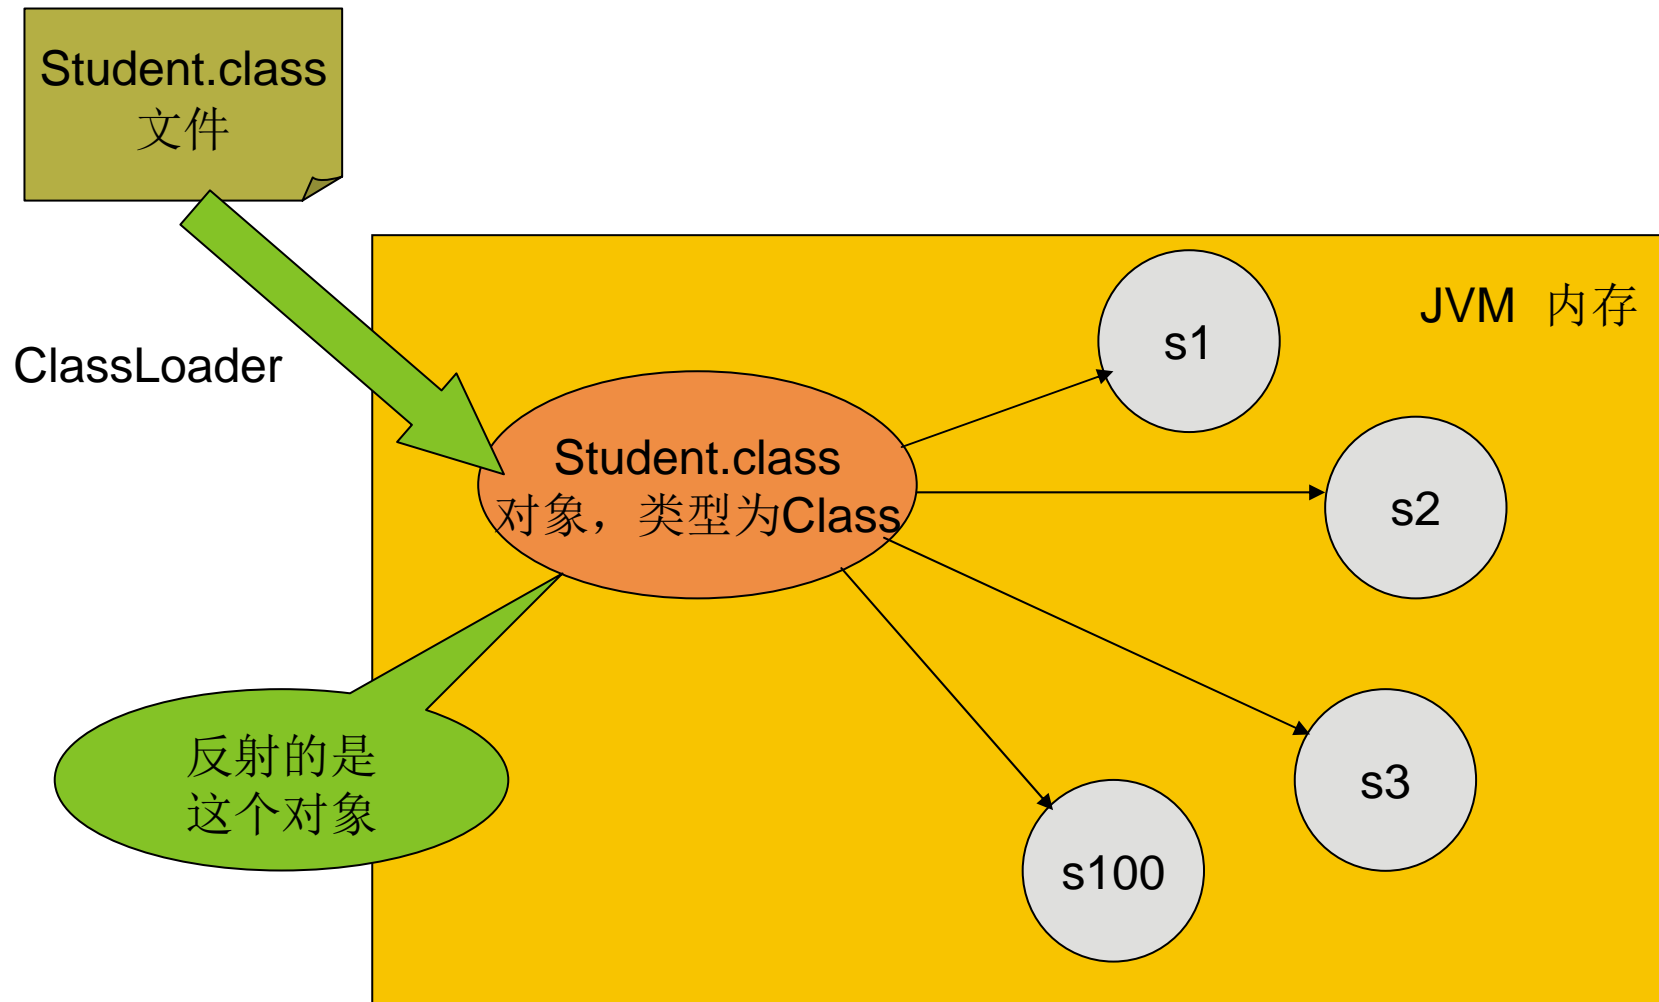 Student.class
文件
JVM 内存
s1
ClassLoader
Student.class
对象，类型为Class
s2
反射的是
这个对象
s3
s100